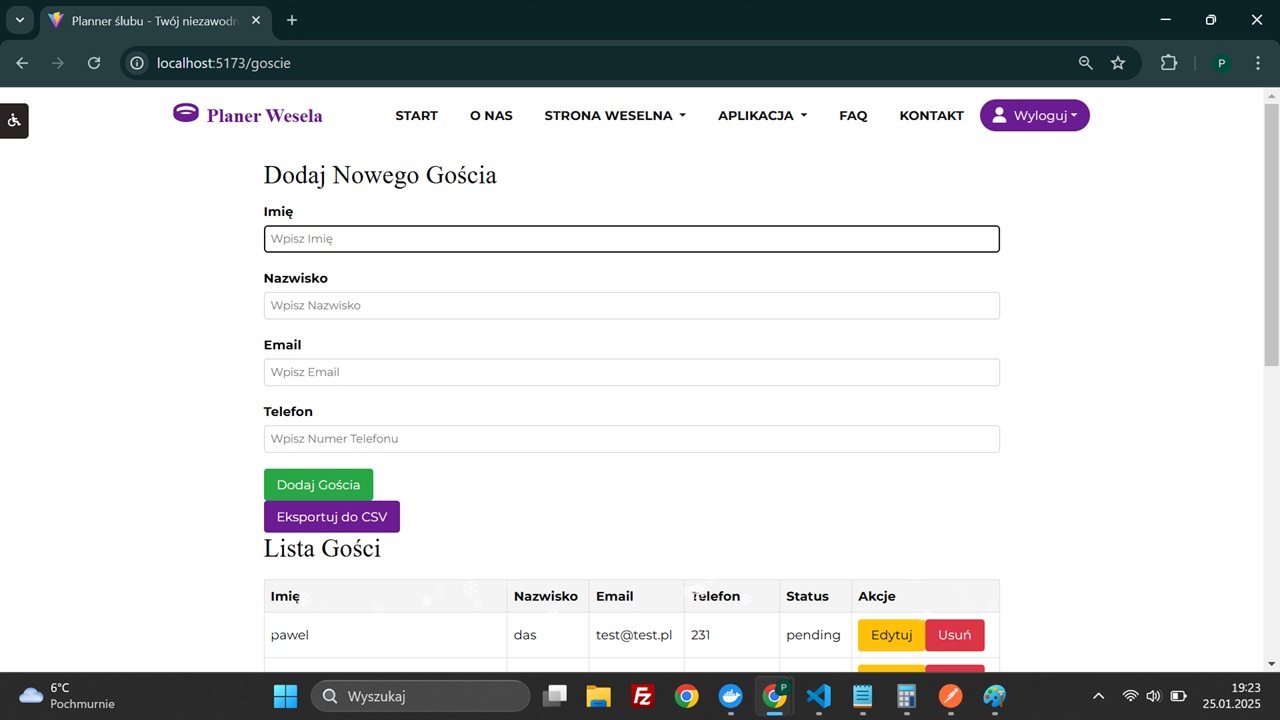 Planner ślubu - Twój niezawodn
localhost:5173/goscie
P
Planer Wesela
START O NAS STRONA WESELNA APLIKACJA FAQ KONTAKT Wyloguj
Dodaj Nowego Gościa
Imię
Wpisz Imię
Nazwisko
Wpisz Nazwisko
Email
Wpisz Email
Telefon
Wpisz Numer Telefonu
Dodaj Gościa
Eksportuj do CSV
Lista Gości
Imię Nazwisko Email Telefon Status Akcje
pawel das test@test.pl 231 pending Edytuj Usuń
6°C
Pochmurnie
Wyszukaj
Fz
P
19:23
25.01.2025